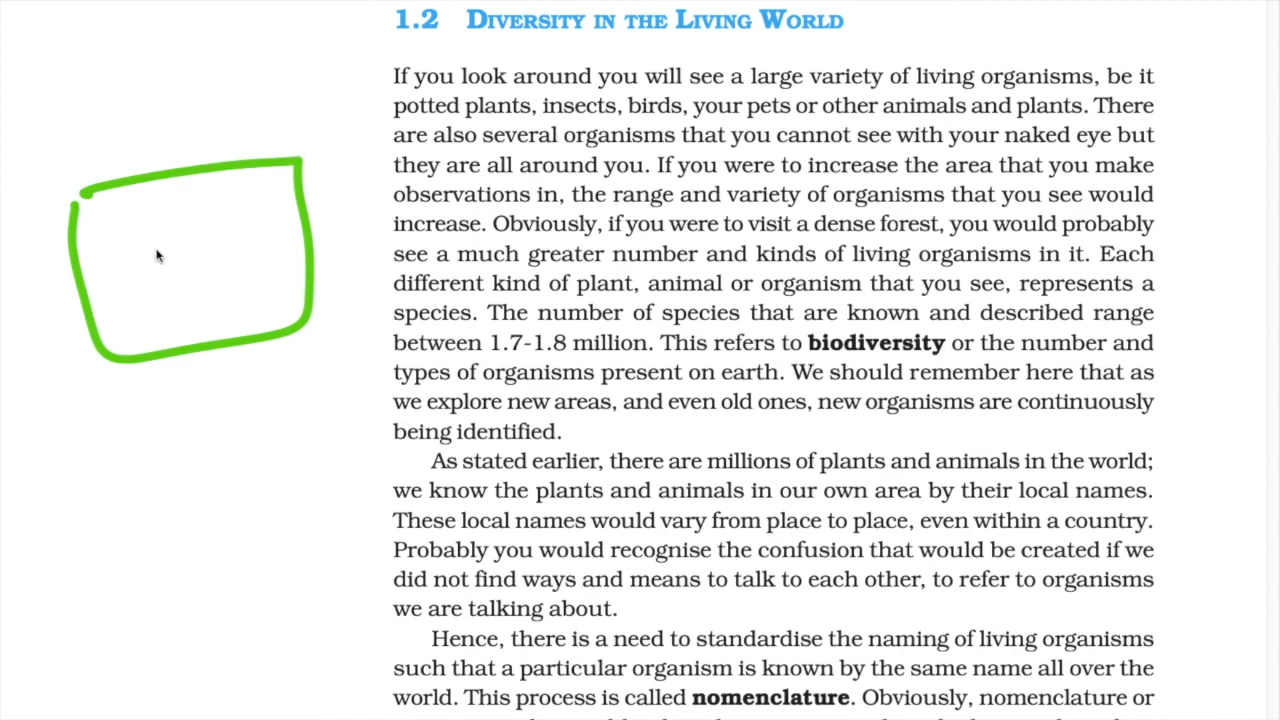 1.2 DIVERSITY IN THE LIVING WORLD
If you look around you will see a large variety of living organisms, be it
potted plants, insects, birds, your pets or other animals and plants. There
are also several organisms that you cannot see with your naked eye but
they are all around you. If you were to increase the area that you make
observations in, the range and variety of organisms that you see would
increase. Obviously, if you were to visit a dense forest, you would probably
see a much greater number and kinds of living organisms in it. Each
different kind of plant, animal or organism that you see, represents a
species. The number of species that are known and described range
between 1.7-1.8 million. This refers to biodiversity or the number and
types of organisms present on earth. We should remember here that as
we explore new areas, and even old ones, new organisms are continuously
being identified.
As stated earlier, there are millions of plants and animals in the world;
we know the plants and animals in our own area by their local names.
These local names would vary from place to place, even within a country.
Probably you would recognise the confusion that would be created if we
did not find ways and means to talk to each other, to refer to organisms
we are talking about.
Hence, there is a need to standardise the naming of living organisms
such that a particular organism is known by the same name all over the
world. This process is called nomenclature. Obviously, nomenclature or